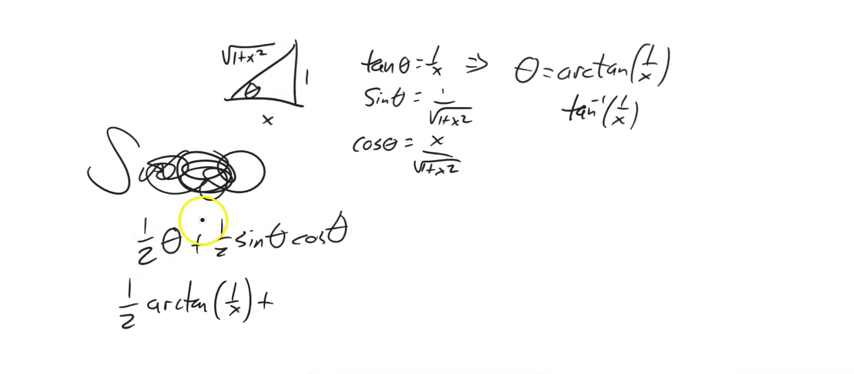 √1+x² 1 θ x
tanθ = 1/x ⇒ θ = arctan(1/x)
sinθ = 1/√1+x² tan⁻¹(1/x)
cosθ = x/√1+x²
∫
1/2 θ + 1/2 sinθ cosθ
1/2 arctan(1/x) +